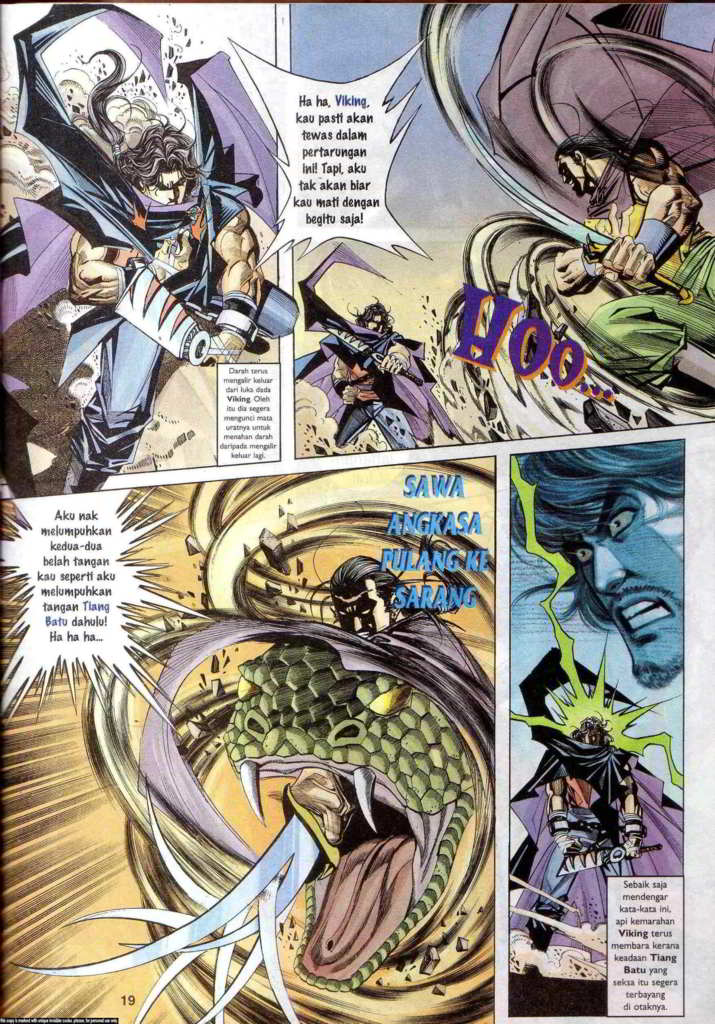 Ha ha, Viking,
kau pasti akan
tewas dalam
pertarungan
ini! Tapi, aku
tak akan biar
kau mati dengan
begitu saja!
Darah terus
mengalir keluar
dari luka dada
Viking. Oleh
itu dia segera
mengunci mata
uratnya untuk
menahan darah
daripada mengalir
keluar lagi.
HOO...
Aku nak
melumpuhkan
kedua-dua
belah tangan
kau seperti aku
melumpuhkan
tangan Tiang
Batu dahulu!
Ha ha ha...
SAWA
ANGKASA
PULANG KE
SARANG
Sebaik saja
mendengar
kata-kata ini,
api kemarahan
Viking terus
membara kerana
keadaan Tiang
Batu yang
seksa itu segera
terbayang
di otaknya.
19